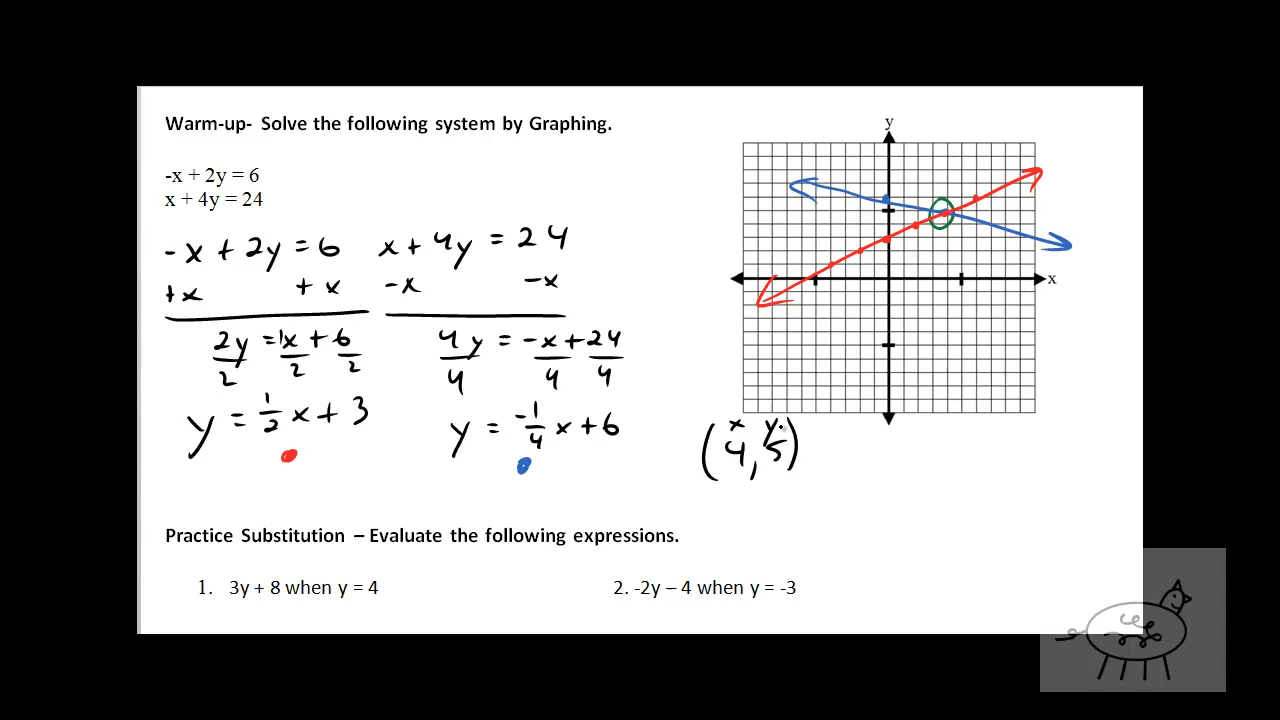 Warm-up- Solve the following system by Graphing.
-x + 2y = 6
x + 4y = 24
-x + 2y = 6
+x + x
2y = 1x + 6
2 2 2
y = 1/2 x + 3
x + 4y = 24
-x -x
4y = -x + 24
4 4 4
y = -1/4 x + 6
y
x
x y
(4, 5)
Practice Substitution – Evaluate the following expressions.
1. 3y + 8 when y = 4
2. -2y – 4 when y = -3